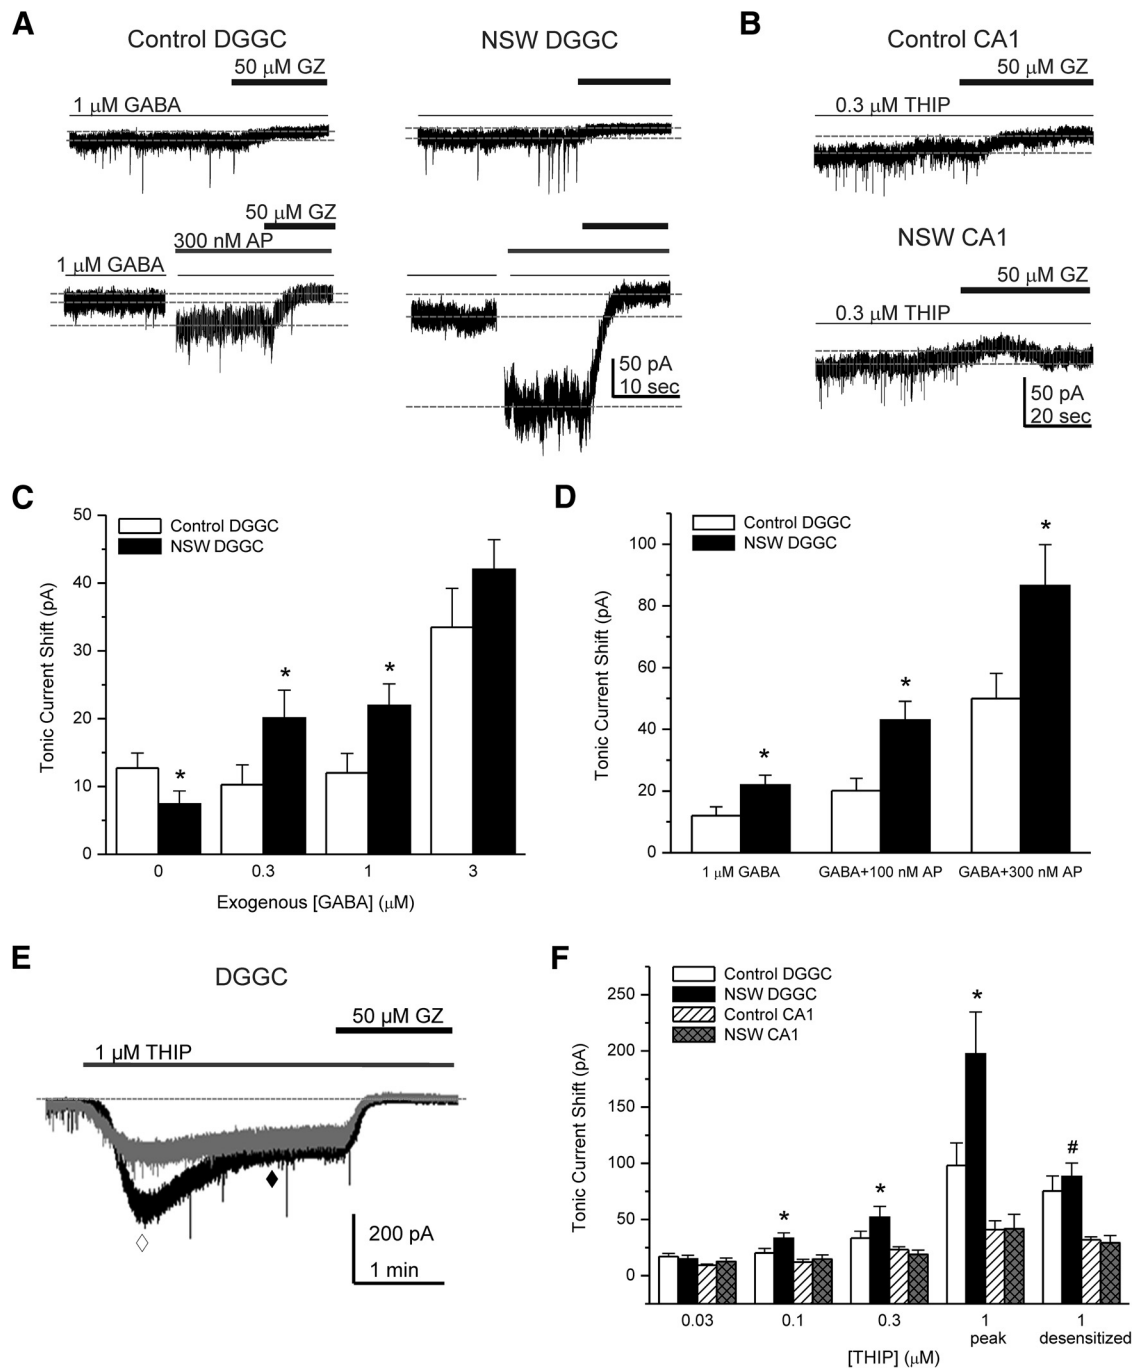 A
Control DGGC
NSW DGGC
50 μM GZ
1 μM GABA
50 μM GZ
300 nM AP
1 μM GABA
50 pA
10 sec
B
Control CA1
50 μM GZ
0.3 μM THIP
NSW CA1
50 μM GZ
0.3 μM THIP
50 pA
20 sec
C
Control DGGC
NSW DGGC
Tonic Current Shift (pA)
50
40
30
20
10
0
*
*
*
0 0.3 1 3
Exogenous [GABA] (μM)
D
Control DGGC
NSW DGGC
Tonic Current Shift (pA)
100
80
60
40
20
0
*
*
*
1 μM GABA GABA+100 nM AP GABA+300 nM AP
E
DGGC
50 μM GZ
1 μM THIP
200 pA
1 min
F
Control DGGC
NSW DGGC
Control CA1
NSW CA1
Tonic Current Shift (pA)
250
200
150
100
50
0
*
*
*
#
0.03 0.1 0.3 1 1
peak desensitized
[THIP] (μM)